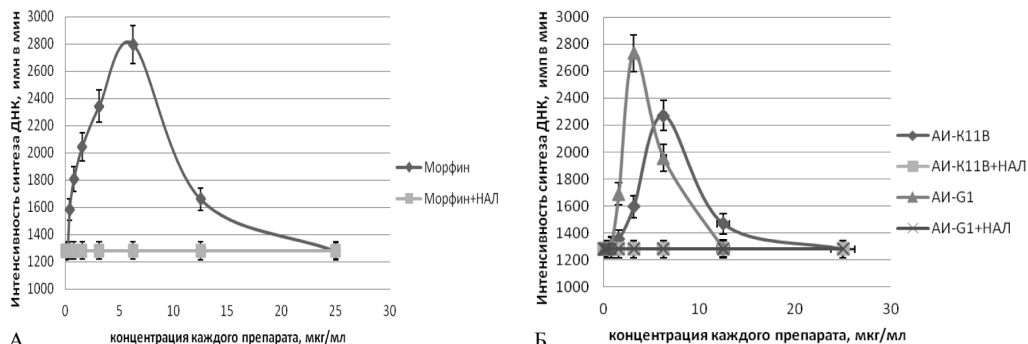 3000
2800
2600
2400
2200
2000
1800
1600
1400
1200
1000
Интенсивность синтеза ДНК, имн в мин
0 5 10 15 20 25 30
концентрация каждого препарата, мкг/мл
Морфин
Морфин+НАЛ
А
3000
2800
2600
2400
2200
2000
1800
1600
1400
1200
1000
Интенсивность синтеза ДНК, имп в мин
0 10 20 30
концентрация каждого препарата, мкг/мл
АИ-К11В
АИ-К11В+НАЛ
АИ-G1
АИ-G1+НАЛ
Б